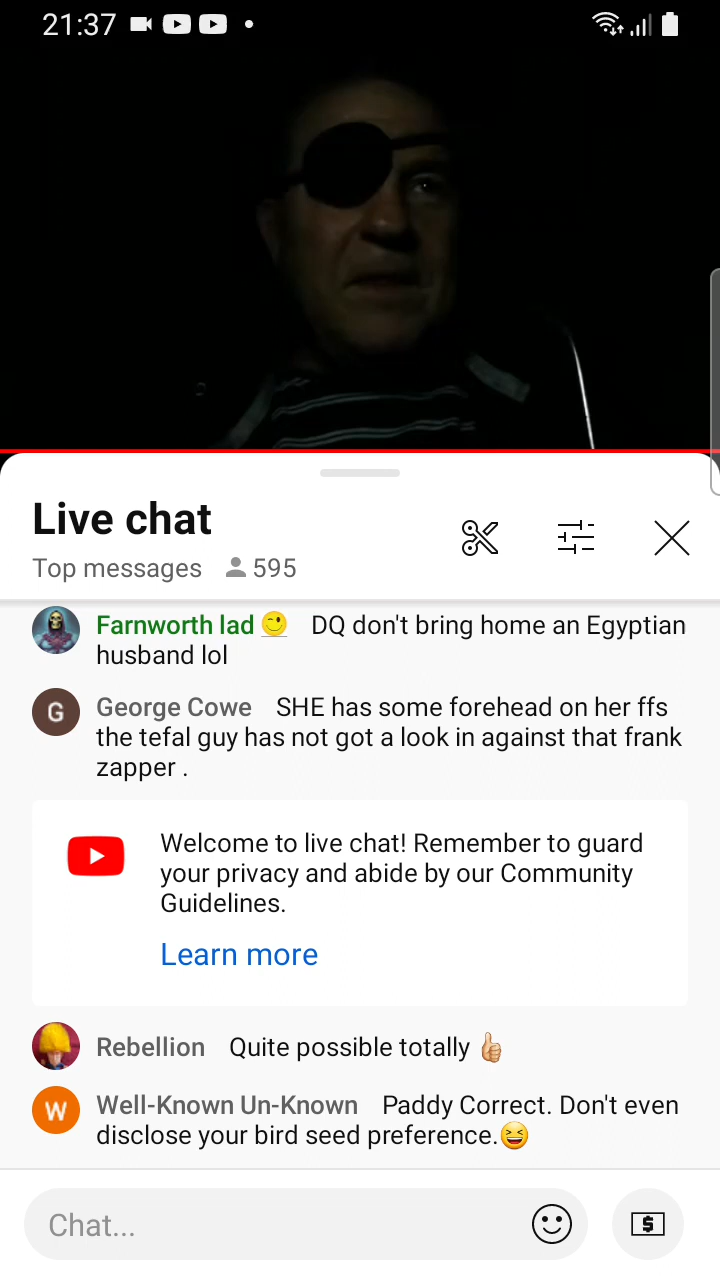 21:37
Live chat
Top messages 595
Farnworth lad DQ don't bring home an Egyptian
husband lol
G
George Cowe SHE has some forehead on her ffs
the tefal guy has not got a look in against that frank
zapper .
Welcome to live chat! Remember to guard
your privacy and abide by our Community
Guidelines.
Learn more
Rebellion Quite possible totally 👍🏻
W
Well-Known Un-Known Paddy Correct. Don't even
disclose your bird seed preference.😆
Chat...
$